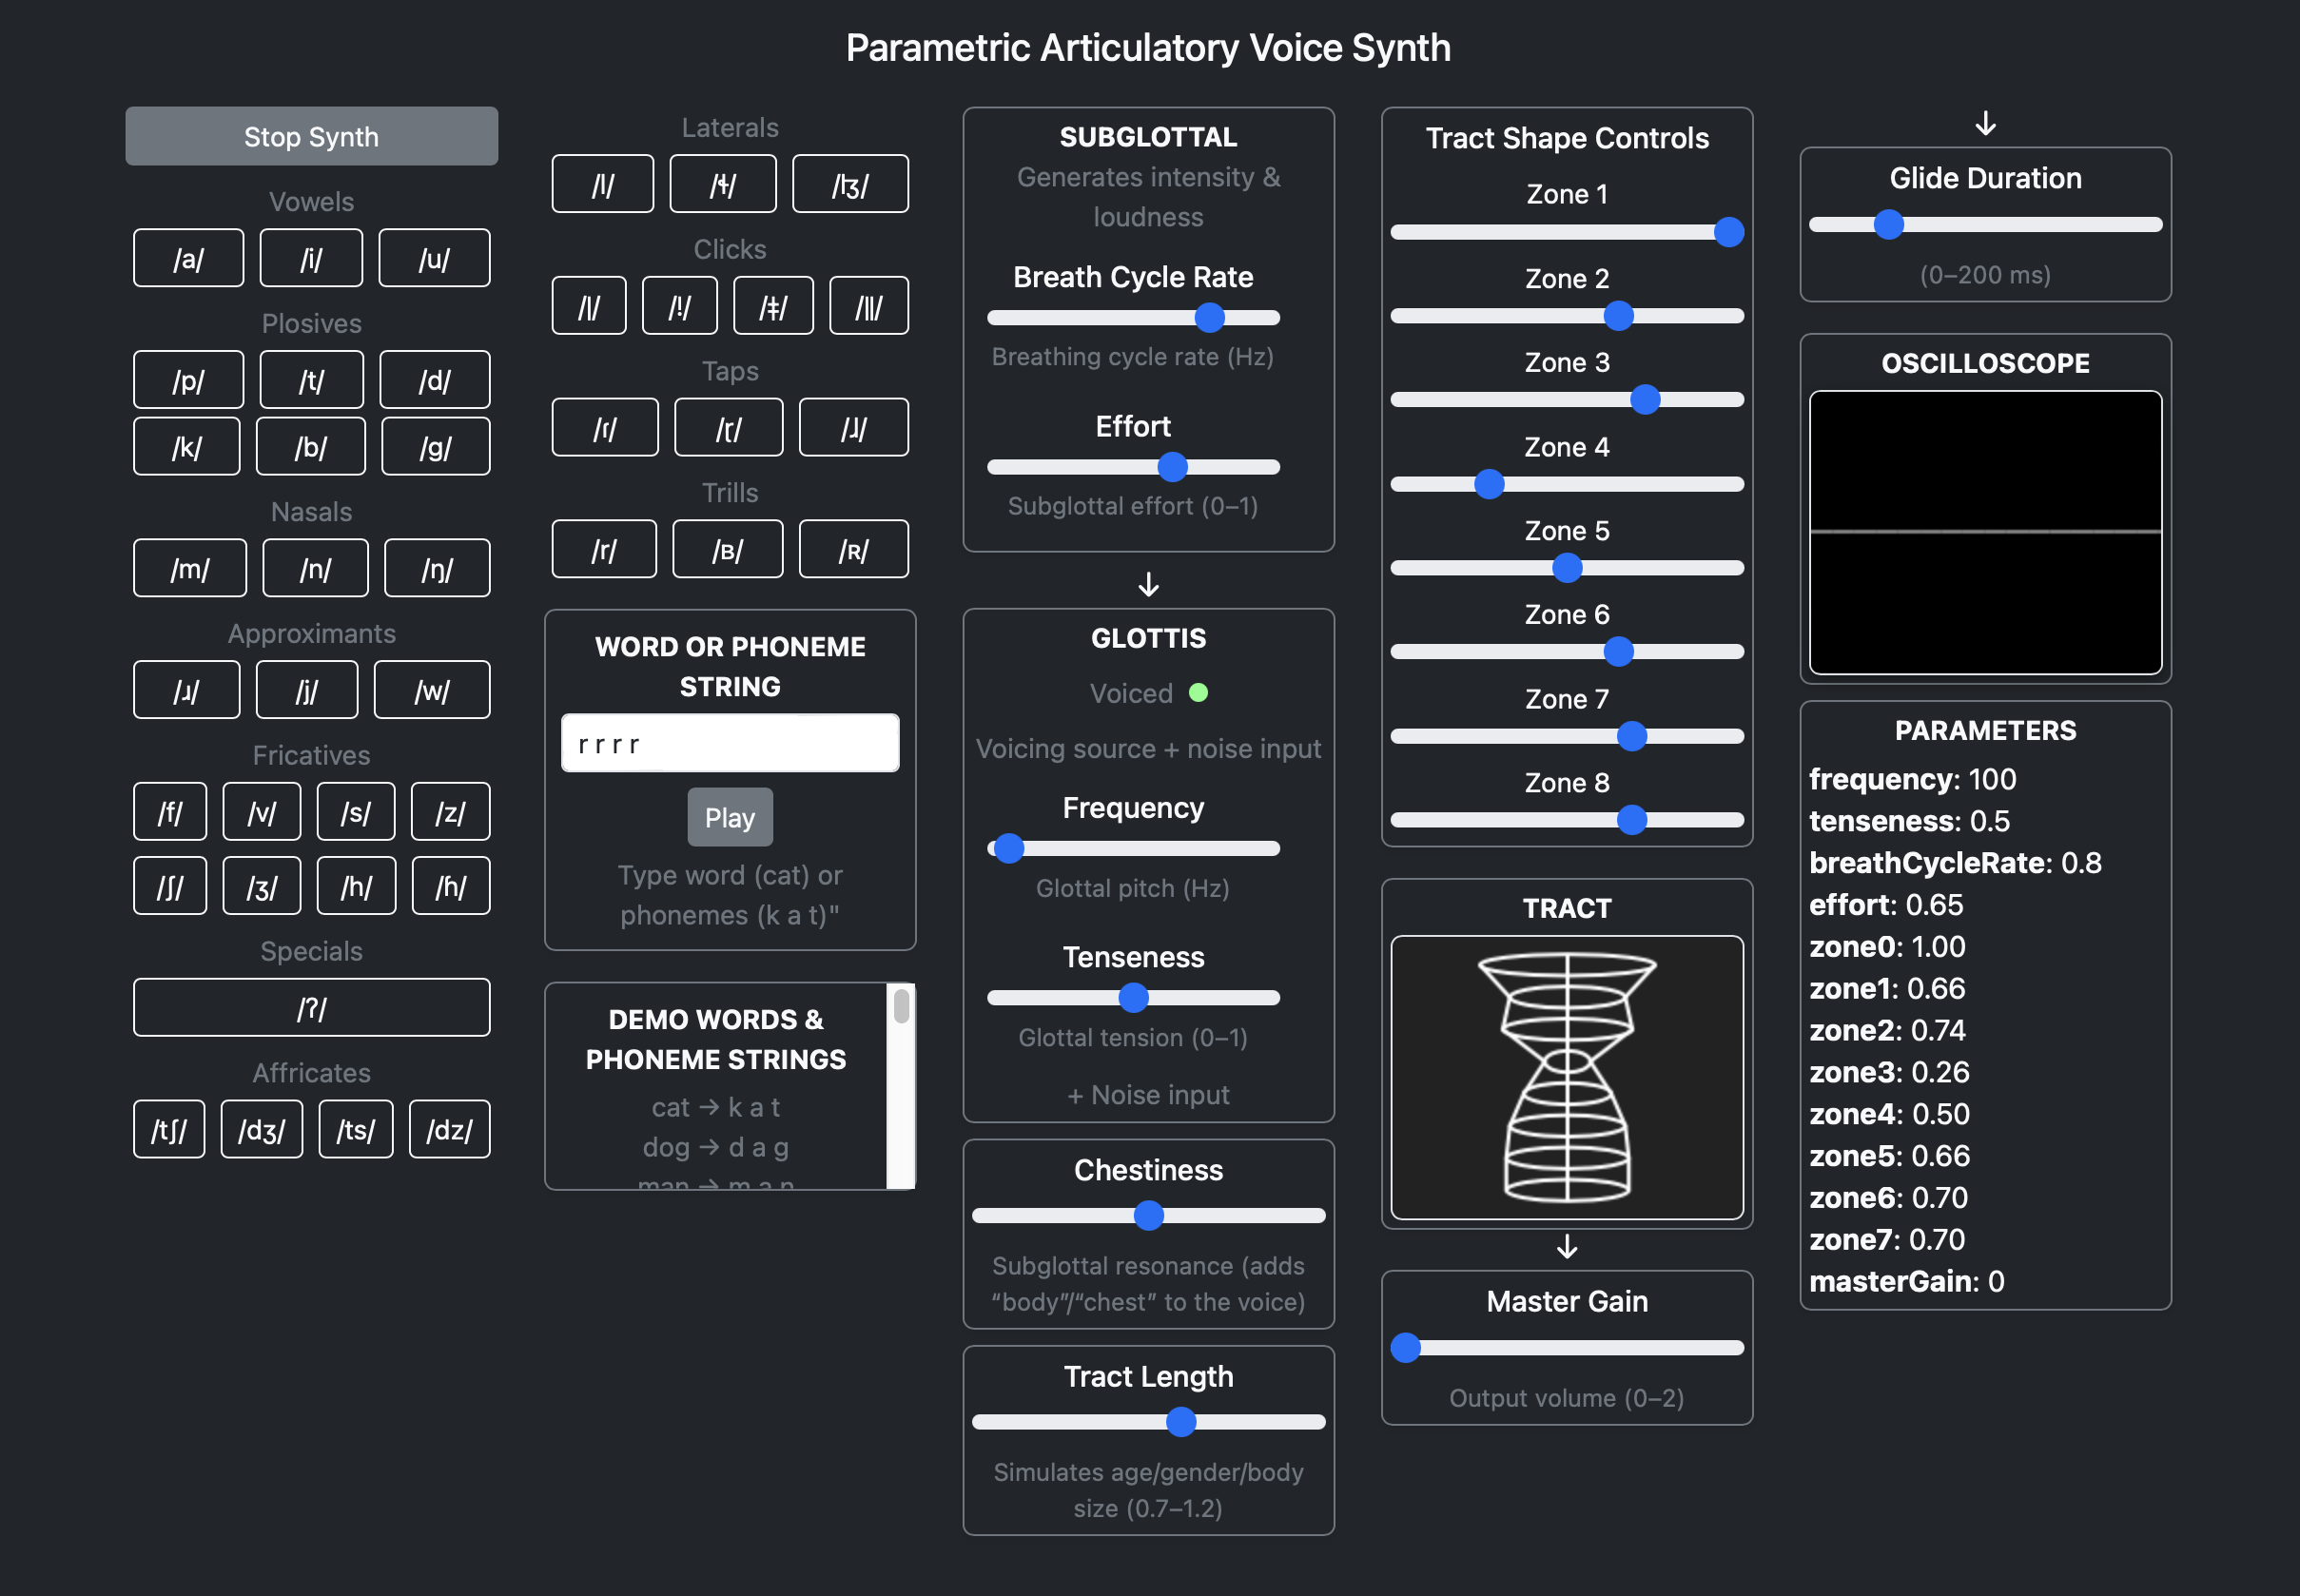 Parametric Articulatory Voice Synth
Stop Synth
Vowels
/a/ /i/ /u/
Plosives
/p/ /t/ /d/
/k/ /b/ /g/
Nasals
/m/ /n/ /ŋ/
Approximants
/ɹ/ /j/ /w/
Fricatives
/f/ /v/ /s/ /z/
/ʃ/ /ʒ/ /h/ /ɦ/
Specials
/ʔ/
Affricates
/tʃ/ /dʒ/ /ts/ /dz/
Laterals
/l/ /ɬ/ /ɮ/
Clicks
/ǀ/ /ǃ/ /ǂ/ /ǁ/
Taps
/ɾ/ /ɽ/ /ɺ/
Trills
/r/ /ʙ/ /ʀ/
WORD OR PHONEME
STRING
r r r r
Play
Type word (cat) or
phonemes (k a t)"
DEMO WORDS &
PHONEME STRINGS
cat → k a t
dog → d a g
man → m a n
SUBGLOTTAL
Generates intensity &
loudness
Breath Cycle Rate
Breathing cycle rate (Hz)
Effort
Subglottal effort (0–1)
↓
GLOTTIS
Voiced
Voicing source + noise input
Frequency
Glottal pitch (Hz)
Tenseness
Glottal tension (0–1)
+ Noise input
Chestiness
Subglottal resonance (adds
“body”/“chest” to the voice)
Tract Length
Simulates age/gender/body
size (0.7–1.2)
Tract Shape Controls
Zone 1
Zone 2
Zone 3
Zone 4
Zone 5
Zone 6
Zone 7
Zone 8
TRACT
↓
Master Gain
Output volume (0–2)
↓
Glide Duration
(0–200 ms)
OSCILLOSCOPE
PARAMETERS
frequency: 100
tenseness: 0.5
breathCycleRate: 0.8
effort: 0.65
zone0: 1.00
zone1: 0.66
zone2: 0.74
zone3: 0.26
zone4: 0.50
zone5: 0.66
zone6: 0.70
zone7: 0.70
masterGain: 0